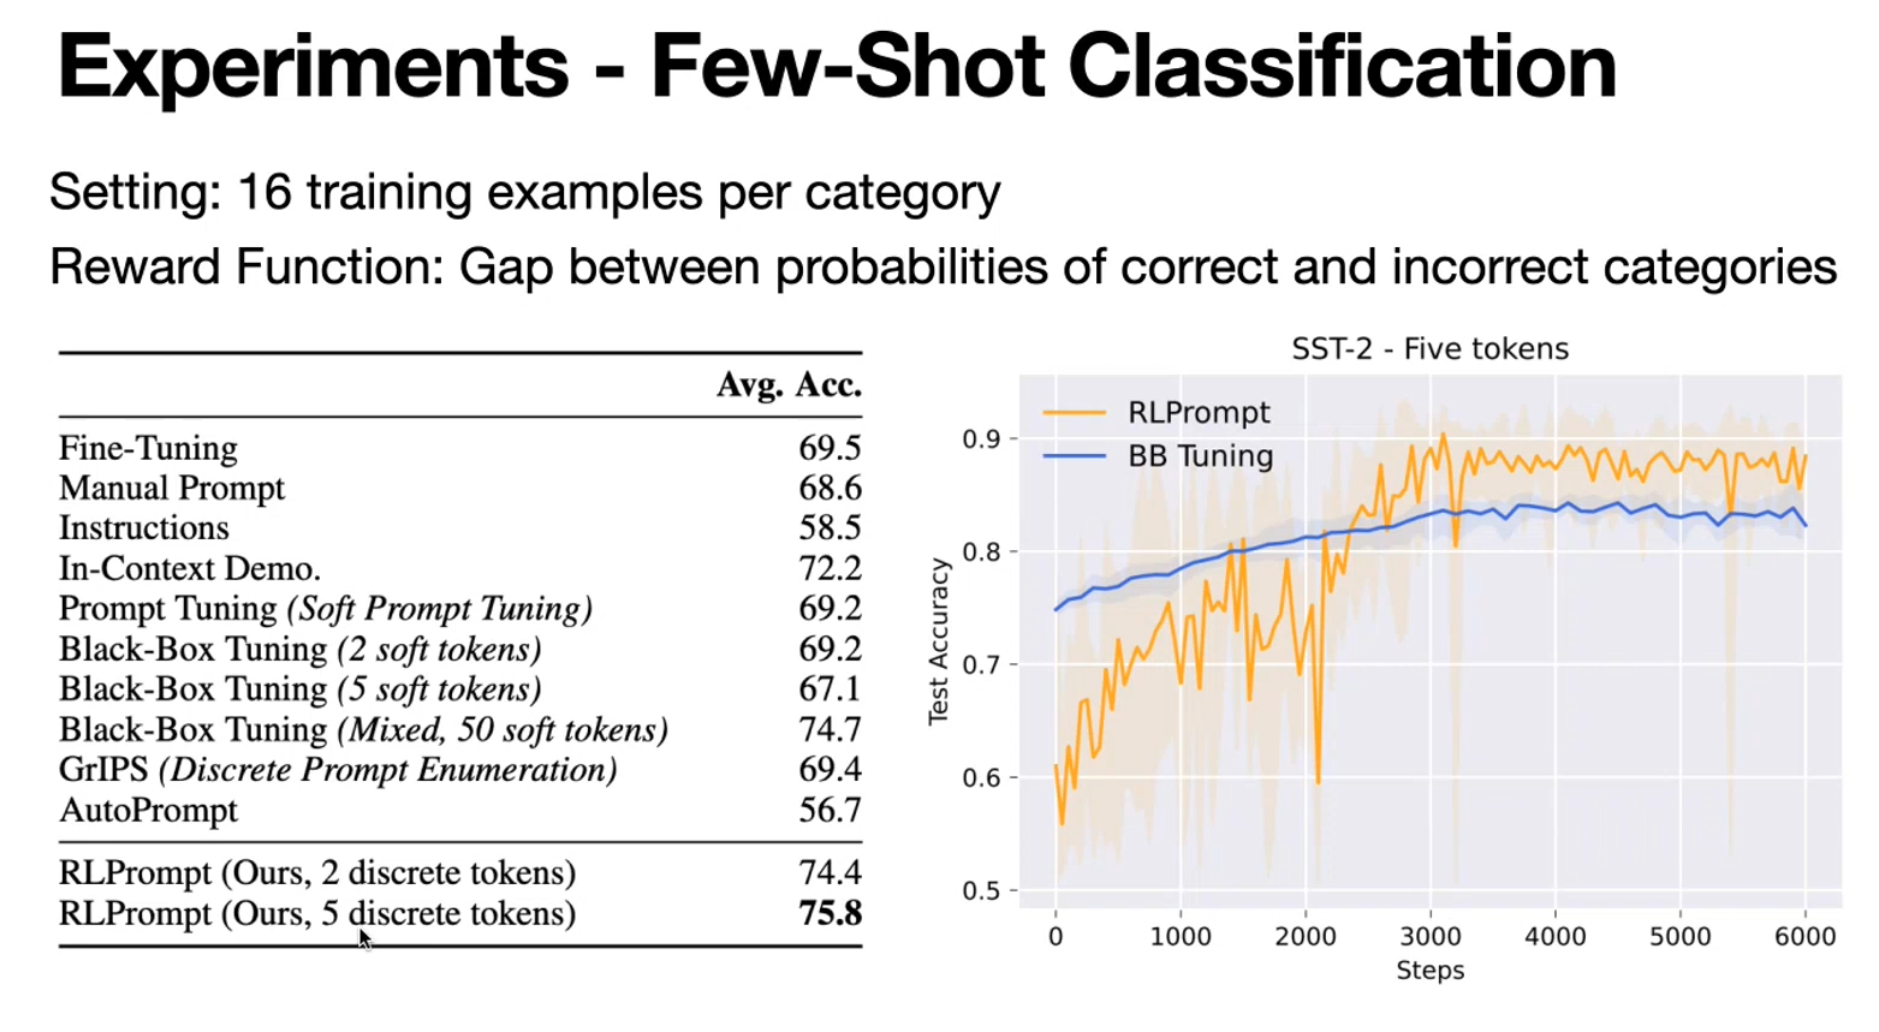 Experiments - Few-Shot Classification
Setting: 16 training examples per category
Reward Function: Gap between probabilities of correct and incorrect categories
Avg. Acc.
Fine-Tuning 69.5
Manual Prompt 68.6
Instructions 58.5
In-Context Demo. 72.2
Prompt Tuning (Soft Prompt Tuning) 69.2
Black-Box Tuning (2 soft tokens) 69.2
Black-Box Tuning (5 soft tokens) 67.1
Black-Box Tuning (Mixed, 50 soft tokens) 74.7
GrIPS (Discrete Prompt Enumeration) 69.4
AutoPrompt 56.7
RLPrompt (Ours, 2 discrete tokens) 74.4
RLPrompt (Ours, 5 discrete tokens) 75.8
SST-2 - Five tokens
RLPrompt
BB Tuning
Test Accuracy
0.9
0.8
0.7
0.6
0.5
0 1000 2000 3000 4000 5000 6000
Steps